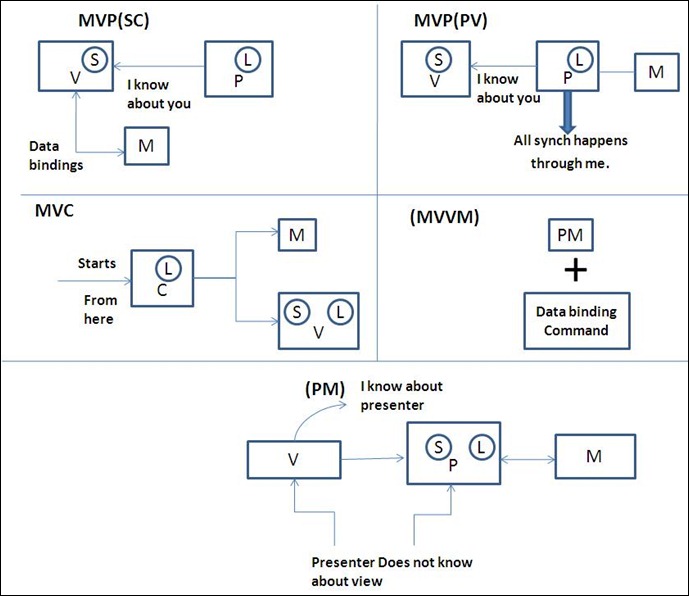 MVP(SC)
S
V
L
P
I know
about you
Data
bindings
M
MVP(PV)
S
V
I know
about you
L
P
M
All synch happens
through me.
MVC
Starts
From
here
L
C
M
S L
V
(MVVM)
PM
+
Data binding
Command
(PM)
I know about
presenter
V
S L
P
M
Presenter Does not know
about view